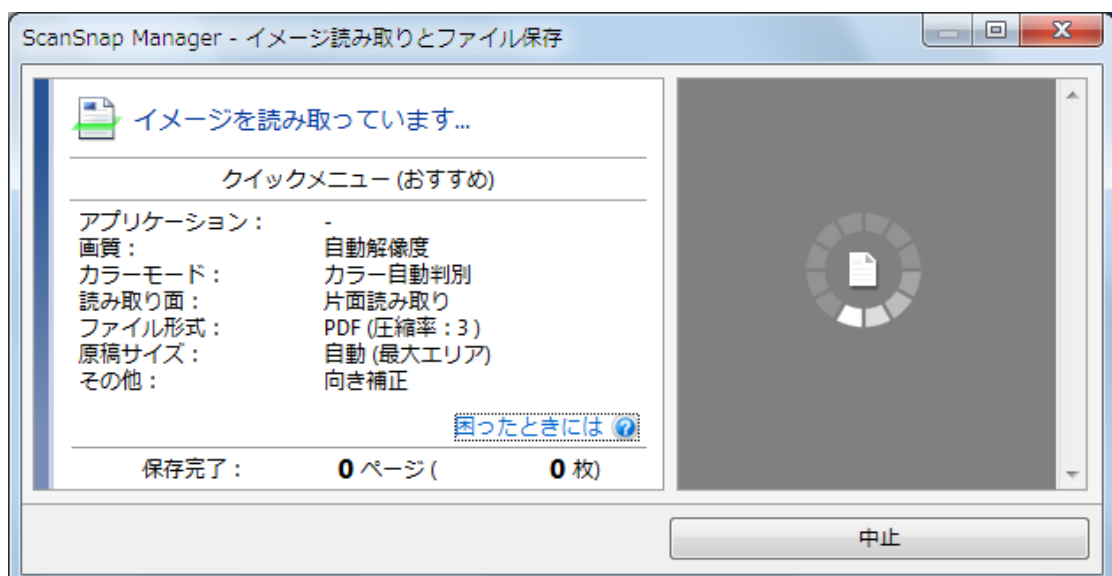 ScanSnap Manager - イメージ読み取りとファイル保存
イメージを読み取っています...
クイックメニュー (おすすめ)
アプリケーション： -
画質： 自動解像度
カラーモード： カラー自動判別
読み取り面： 片面読み取り
ファイル形式： PDF (圧縮率：3)
原稿サイズ： 自動 (最大エリア)
その他： 向き補正
困ったときには ?
保存完了： 0 ページ ( 0 枚)
中止